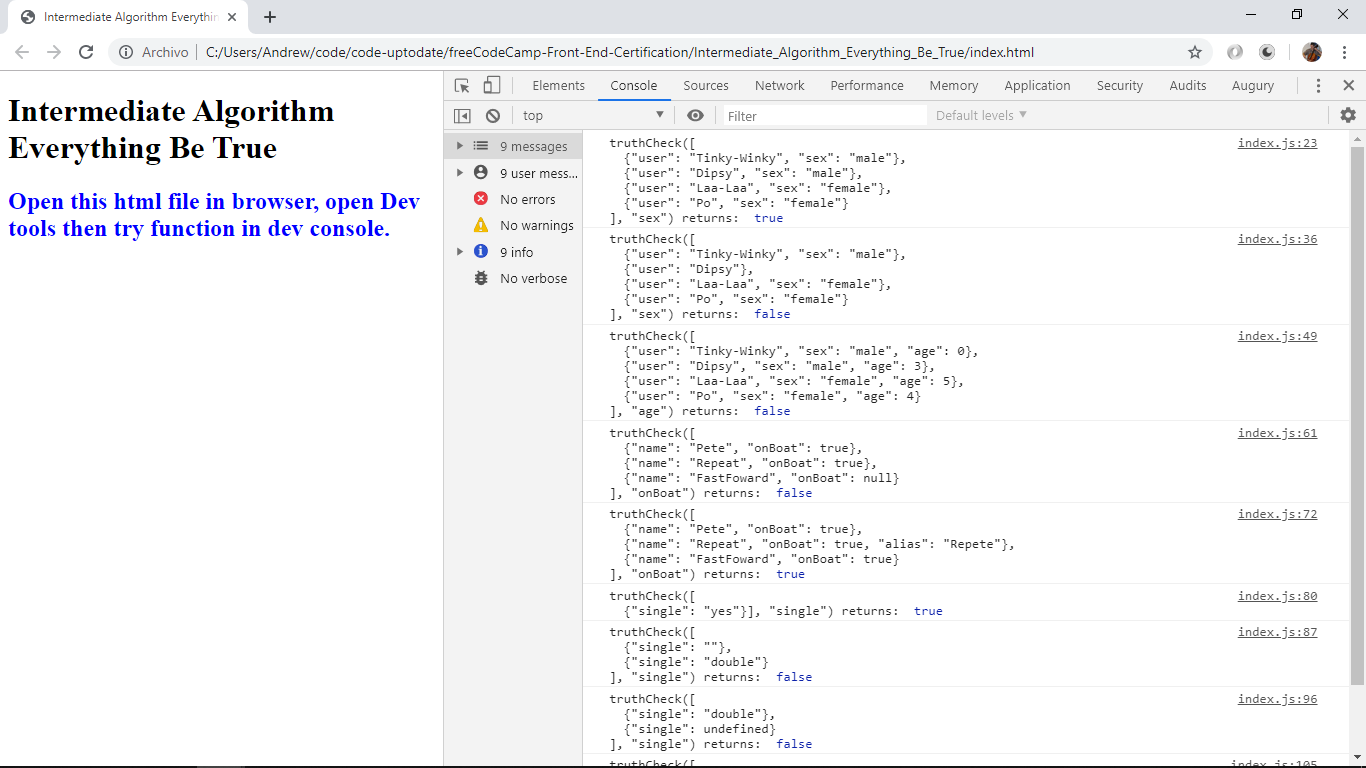 Intermediate Algorithm Everythin
Archivo
C:/Users/Andrew/code/code-uptodate/freeCodeCamp-Front-End-Certification/Intermediate_Algorithm_Everything_Be_True/index.html
Intermediate Algorithm
Everything Be True
Open this html file in browser, open Dev
tools then try function in dev console.
Elements Console Sources Network Performance Memory Application Security Audits Augury
top
Filter
Default levels
9 messages
9 user mess...
No errors
No warnings
9 info
No verbose
truthCheck([ index.js:23
{"user": "Tinky-Winky", "sex": "male"},
{"user": "Dipsy", "sex": "male"},
{"user": "Laa-Laa", "sex": "female"},
{"user": "Po", "sex": "female"}
], "sex") returns: true
truthCheck([ index.js:36
{"user": "Tinky-Winky", "sex": "male"},
{"user": "Dipsy"},
{"user": "Laa-Laa", "sex": "female"},
{"user": "Po", "sex": "female"}
], "sex") returns: false
truthCheck([ index.js:49
{"user": "Tinky-Winky", "sex": "male", "age": 0},
{"user": "Dipsy", "sex": "male", "age": 3},
{"user": "Laa-Laa", "sex": "female", "age": 5},
{"user": "Po", "sex": "female", "age": 4}
], "age") returns: false
truthCheck([ index.js:61
{"name": "Pete", "onBoat": true},
{"name": "Repeat", "onBoat": true},
{"name": "FastFoward", "onBoat": null}
], "onBoat") returns: false
truthCheck([ index.js:72
{"name": "Pete", "onBoat": true},
{"name": "Repeat", "onBoat": true, "alias": "Repete"},
{"name": "FastFoward", "onBoat": true}
], "onBoat") returns: true
truthCheck([ index.js:80
{"single": "yes"}], "single") returns: true
truthCheck([ index.js:87
{"single": ""},
{"single": "double"}
], "single") returns: false
truthCheck([ index.js:96
{"single": "double"},
{"single": undefined}
], "single") returns: false
truthCheck([ index.js:105